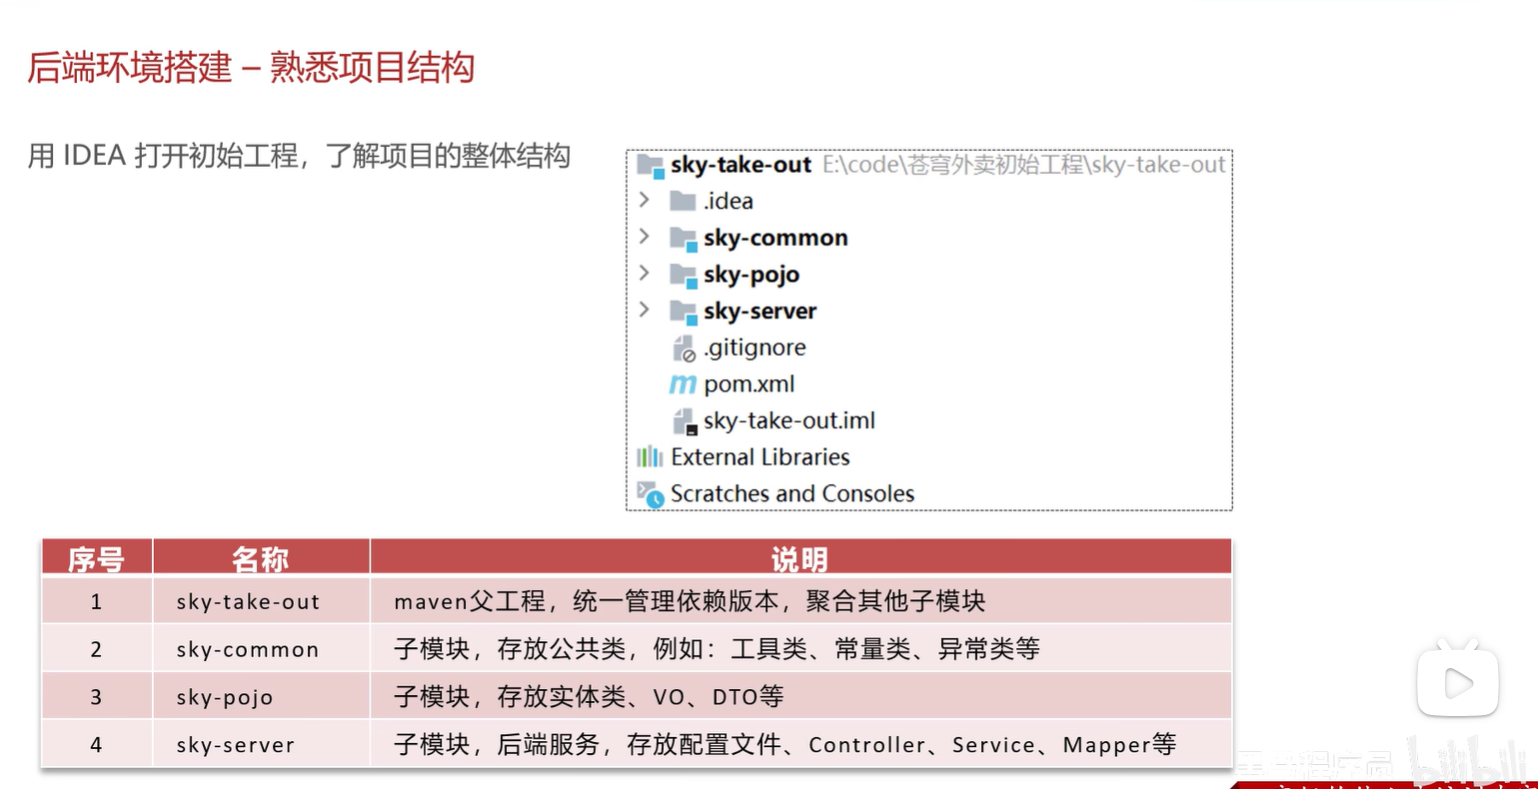 后端环境搭建 – 熟悉项目结构
用 IDEA 打开初始工程，了解项目的整体结构
sky-take-out E:\code\苍穹外卖初始工程\sky-take-out
.idea
sky-common
sky-pojo
sky-server
.gitignore
pom.xml
sky-take-out.iml
External Libraries
Scratches and Consoles
序号 名称 说明
1 sky-take-out maven父工程，统一管理依赖版本，聚合其他子模块
2 sky-common 子模块，存放公共类，例如：工具类、常量类、异常类等
3 sky-pojo 子模块，存放实体类、VO、DTO等
4 sky-server 子模块，后端服务，存放配置文件、Controller、Service、Mapper等
bilibili